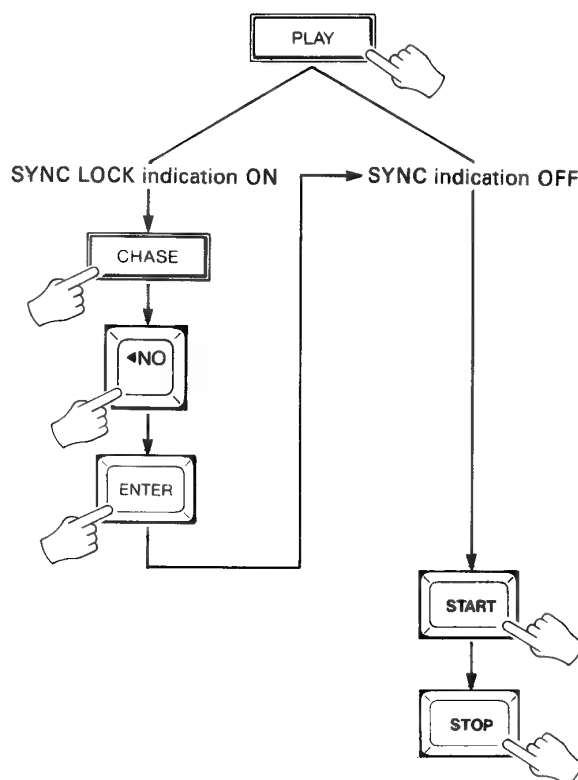 PLAY
SYNC LOCK indication ON
SYNC indication OFF
CHASE
◄NO
ENTER
START
STOP